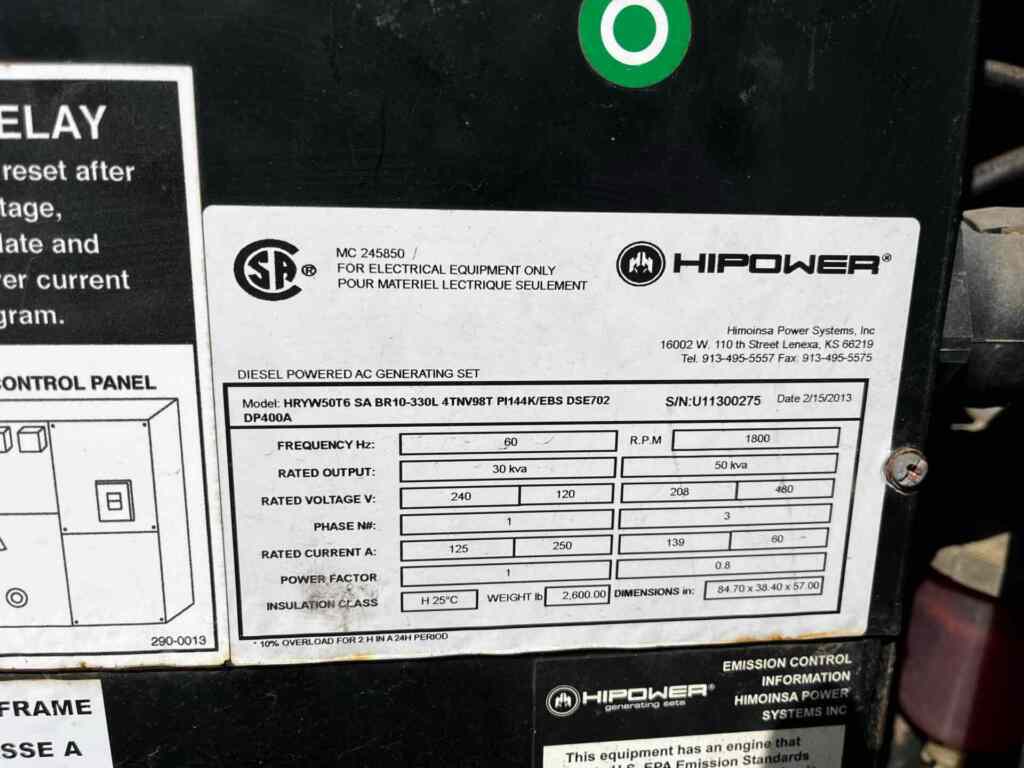 ELAY
reset after
tage,
late and
er current
gram.
CONTROL PANEL
290-0013
FRAME
SSE A
CSA®
MC 245850 /
FOR ELECTRICAL EQUIPMENT ONLY
POUR MATERIEL LECTRIQUE SEULEMENT
HIPOWER®
Himoinsa Power Systems, Inc
16002 W. 110 th Street Lenexa, KS 66219
Tel. 913-495-5557 Fax. 913-495-5575
DIESEL POWERED AC GENERATING SET
Model: HRYW50T6 SA BR10-330L 4TNV98T PI144K/EBS DSE702 S/N:U11300275 Date 2/15/2013
DP400A
FREQUENCY Hz: 60 R.P.M 1800
RATED OUTPUT: 30 kva 50 kva
RATED VOLTAGE V: 240 120 208 480
PHASE N#: 1 3
RATED CURRENT A: 125 250 139 60
POWER FACTOR 1 0.8
INSULATION CLASS H 25°C WEIGHT lb 2,600.00 DIMENSIONS in: 84.70 x 38.40 x 57.00
* 10% OVERLOAD FOR 2 H IN A 24H PERIOD
HIPOWER®
generating sets
EMISSION CONTROL
INFORMATION
HIMOINSA POWER
SYSTEMS INC
This equipment has an engine that
U.S. EPA Emission Standards